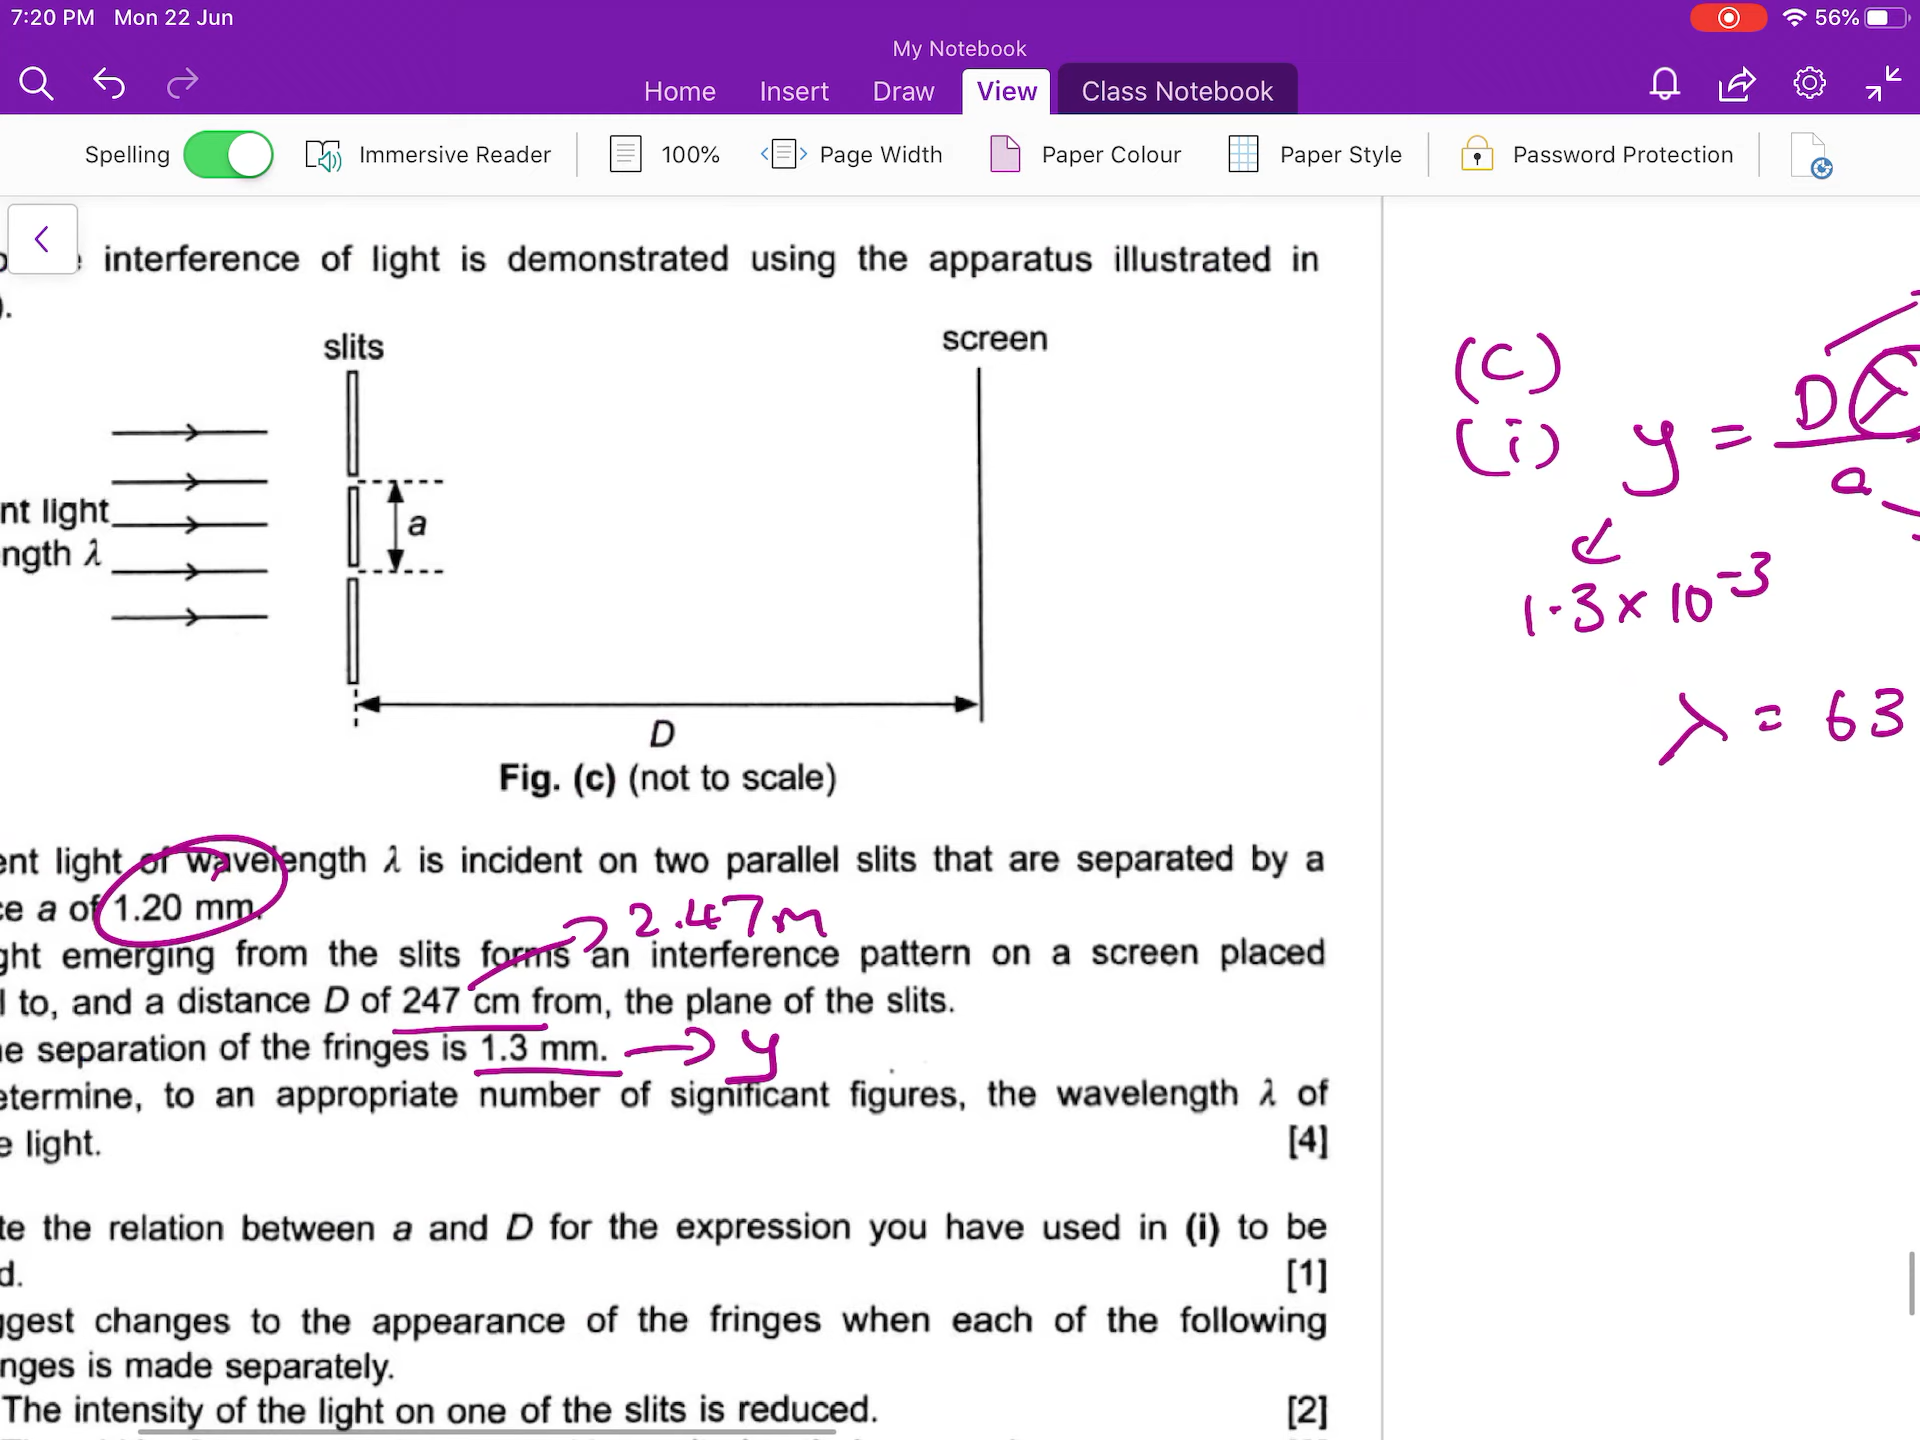 7:20 PM Mon 22 Jun
56%
My Notebook
Home Insert Draw View Class Notebook
Spelling Immersive Reader 100% Page Width Paper Colour Paper Style Password Protection
interference of light is demonstrated using the apparatus illustrated in
).
slits
screen
nt light
ngth λ
a
D
Fig. (c) (not to scale)
ent light of wavelength λ is incident on two parallel slits that are separated by a
ce a of 1.20 mm.
2.47m
ght emerging from the slits forms an interference pattern on a screen placed
l to, and a distance D of 247 cm from, the plane of the slits.
he separation of the fringes is 1.3 mm. → y
etermine, to an appropriate number of significant figures, the wavelength λ of
e light. [4]
te the relation between a and D for the expression you have used in (i) to be
d. [1]
ggest changes to the appearance of the fringes when each of the following
nges is made separately.
The intensity of the light on one of the slits is reduced. [2]
(C)
(i) y = Dλ
a
1.3 × 10⁻³
λ = 63